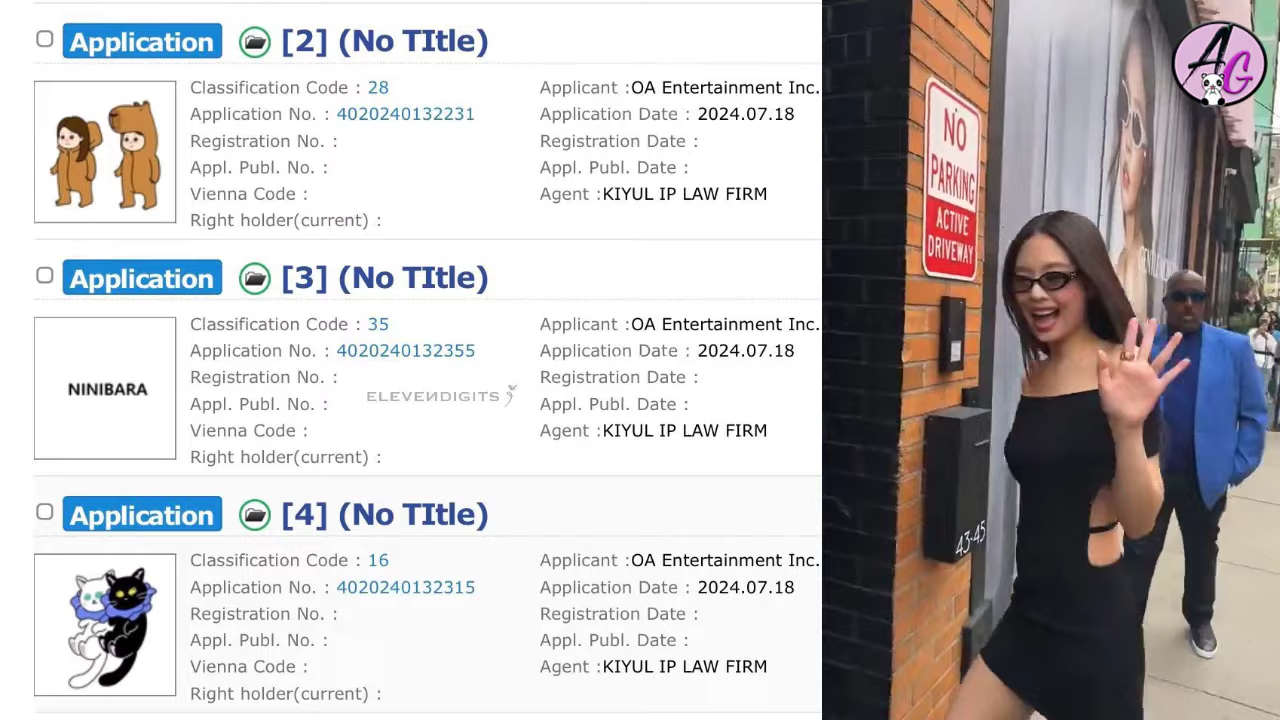 Application [2] (No TItle)
Classification Code : 28
Applicant :OA Entertainment Inc.
Application No. : 4020240132231
Application Date : 2024.07.18
Registration No. :
Registration Date :
Appl. Publ. No. :
Appl. Publ. Date :
Vienna Code :
Agent :KIYUL IP LAW FIRM
Right holder(current) :
Application [3] (No TItle)
NINIBARA
Classification Code : 35
Applicant :OA Entertainment Inc.
Application No. : 4020240132355
Application Date : 2024.07.18
Registration No. :
Registration Date :
ELEVENDIGITS
Appl. Publ. No. :
Appl. Publ. Date :
Vienna Code :
Agent :KIYUL IP LAW FIRM
Right holder(current) :
Application [4] (No TItle)
Classification Code : 16
Applicant :OA Entertainment Inc.
Application No. : 4020240132315
Application Date : 2024.07.18
Registration No. :
Registration Date :
Appl. Publ. No. :
Appl. Publ. Date :
Vienna Code :
Agent :KIYUL IP LAW FIRM
Right holder(current) :
AG
NO
PARKING
ACTIVE
DRIVEWAY
43-45